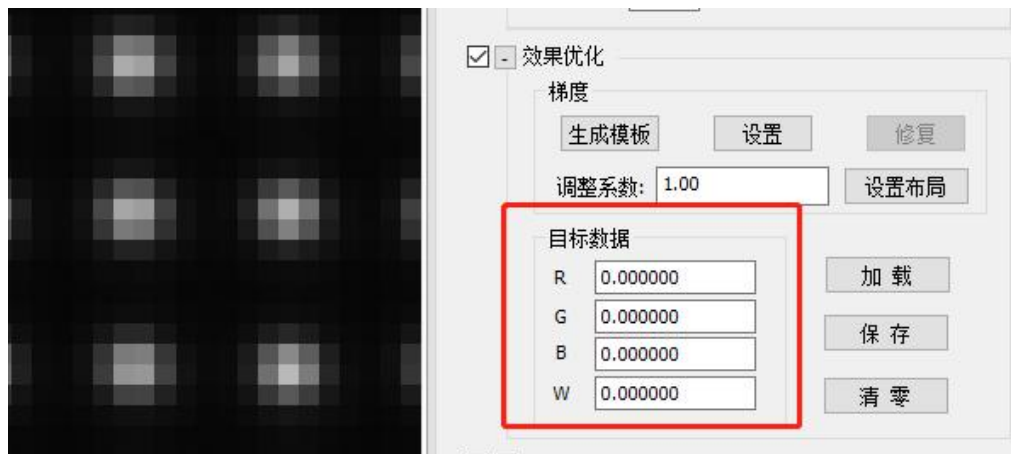 效果优化
梯度
生成模板 设置 修复
调整系数: 1.00 设置布局
目标数据
R 0.000000 加 载
G 0.000000
B 0.000000 保 存
W 0.000000 清 零